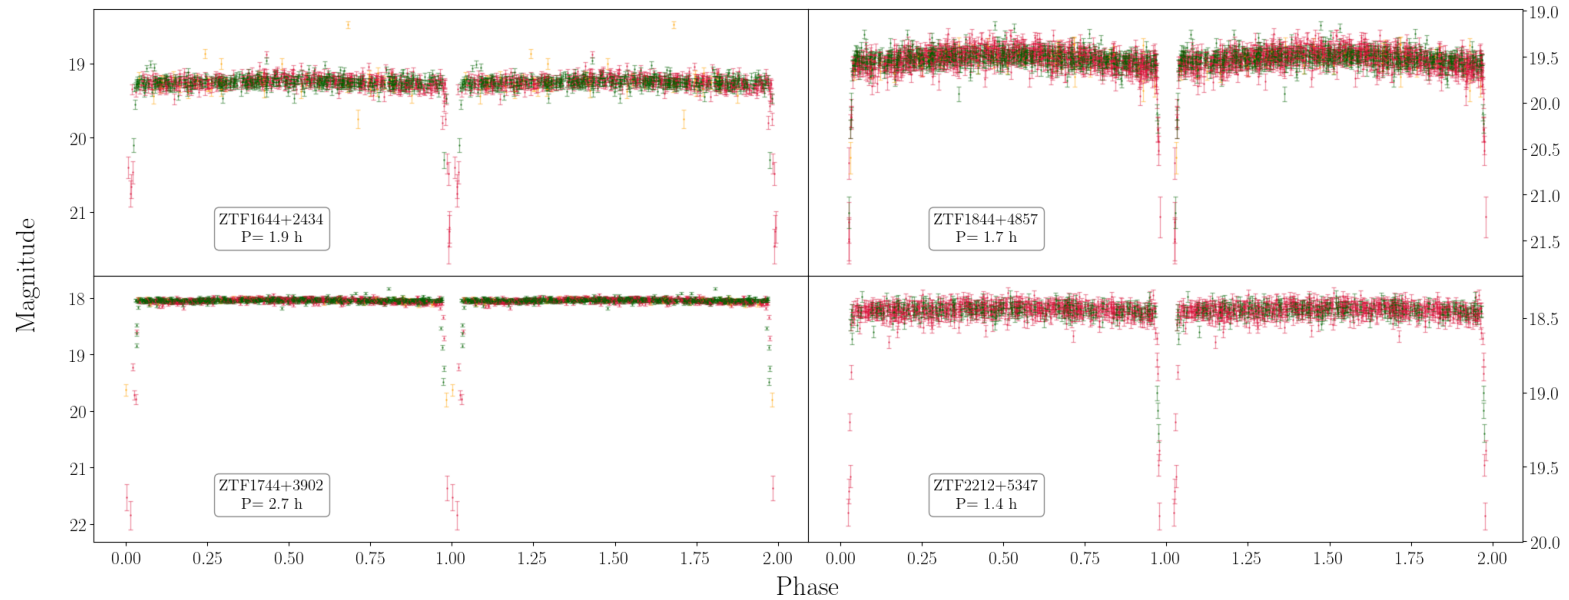 Magnitude
19
20
21
ZTF1644+2434
P= 1.9 h
19.0
19.5
20.0
20.5
21.0
21.5
ZTF1844+4857
P= 1.7 h
18
19
20
21
22
ZTF1744+3902
P= 2.7 h
18.5
19.0
19.5
20.0
ZTF2212+5347
P= 1.4 h
0.00 0.25 0.50 0.75 1.00 1.25 1.50 1.75 2.00
0.00 0.25 0.50 0.75 1.00 1.25 1.50 1.75 2.00
Phase